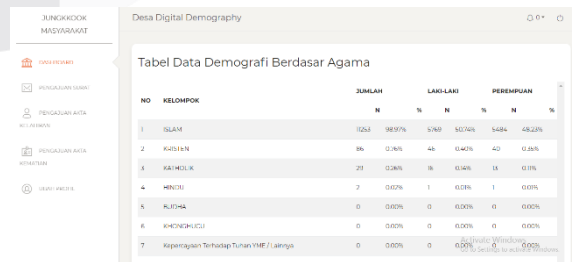 JUNGKKOOK
MASYARAKAT
Desa Digital Demography
0
DASHBOARD
PENGAJUAN SURAT
PENGAJUAN AKTA
KELAHIRAN
PENGAJUAN AKTA
KEMATIAN
Tabel Data Demografi Berdasar Agama
NO KELOMPOK JUMLAH LAKI-LAKI PEREMPUAN
N % N % N %
1 ISLAM 11253 98.97% 5769 50.74% 5484 48.23%
2 KRISTEN 86 0.76% 46 0.40% 40 0.35%
3 KATHOLIK 29 0.26% 16 0.14% 13 0.11%
4 HINDU 2 0.02% 1 0.01% 1 0.01%
5 BUDHA 0 0.00% 0 0.00% 0 0.00%
6 KHONGHUCU 0 0.00% 0 0.00% 0 0.00%
7 Kepercayaan Terhadap Tuhan YME / Lainnya 0 0.00% 0 0.00% 0 0.00%
Activate Windows
Go to Settings to activate Windows.